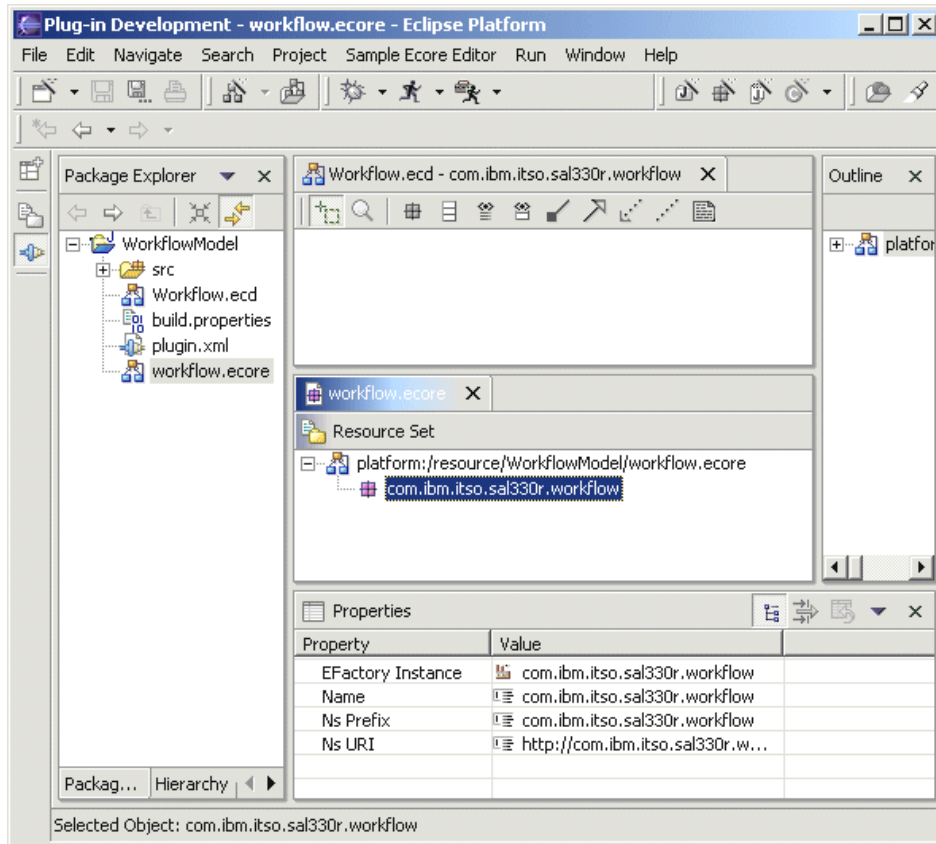 Plug-in Development - workflow.ecore - Eclipse Platform
File Edit Navigate Search Project Sample Ecore Editor Run Window Help
Package Explorer
Workflow.ecd - com.ibm.itso.sal330r.workflow
Outline
WorkflowModel
platfor
src
Workflow.ecd
build.properties
plugin.xml
workflow.ecore
workflow.ecore
Resource Set
platform:/resource/WorkflowModel/workflow.ecore
com.ibm.itso.sal330r.workflow
Properties
Property Value
EFactory Instance com.ibm.itso.sal330r.workflow
Name com.ibm.itso.sal330r.workflow
Ns Prefix com.ibm.itso.sal330r.workflow
Ns URI http://com.ibm.itso.sal330r.w...
Packag... Hierarchy
Selected Object: com.ibm.itso.sal330r.workflow